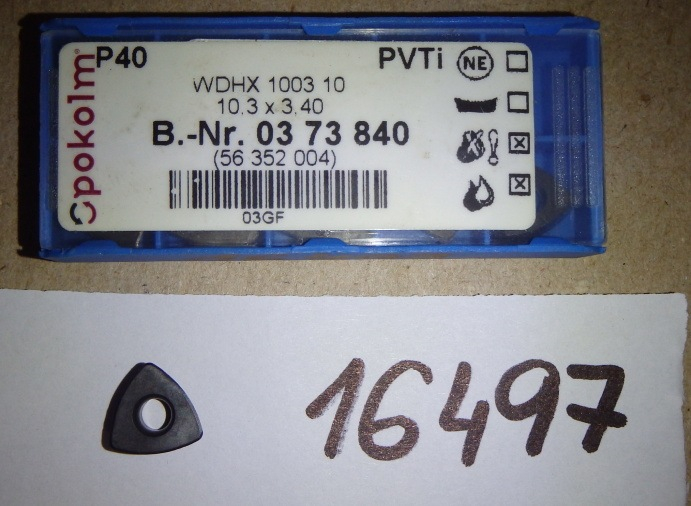 pokolm®
P40
PVTi
NE
WDHX 1003 10
10,3 x 3,40
B.-Nr. 03 73 840
(56 352 004)
03GF
16497